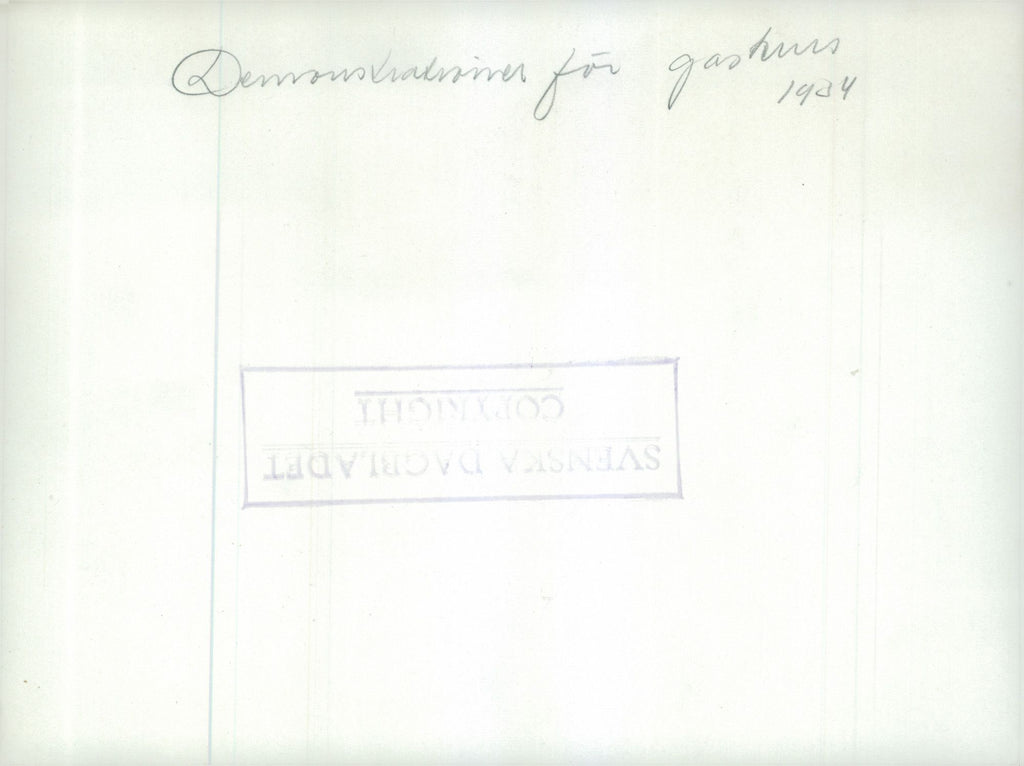 Demonstrationer för gaskurs
1934
SVENSKA DAGBLADET
COPYRIGHT